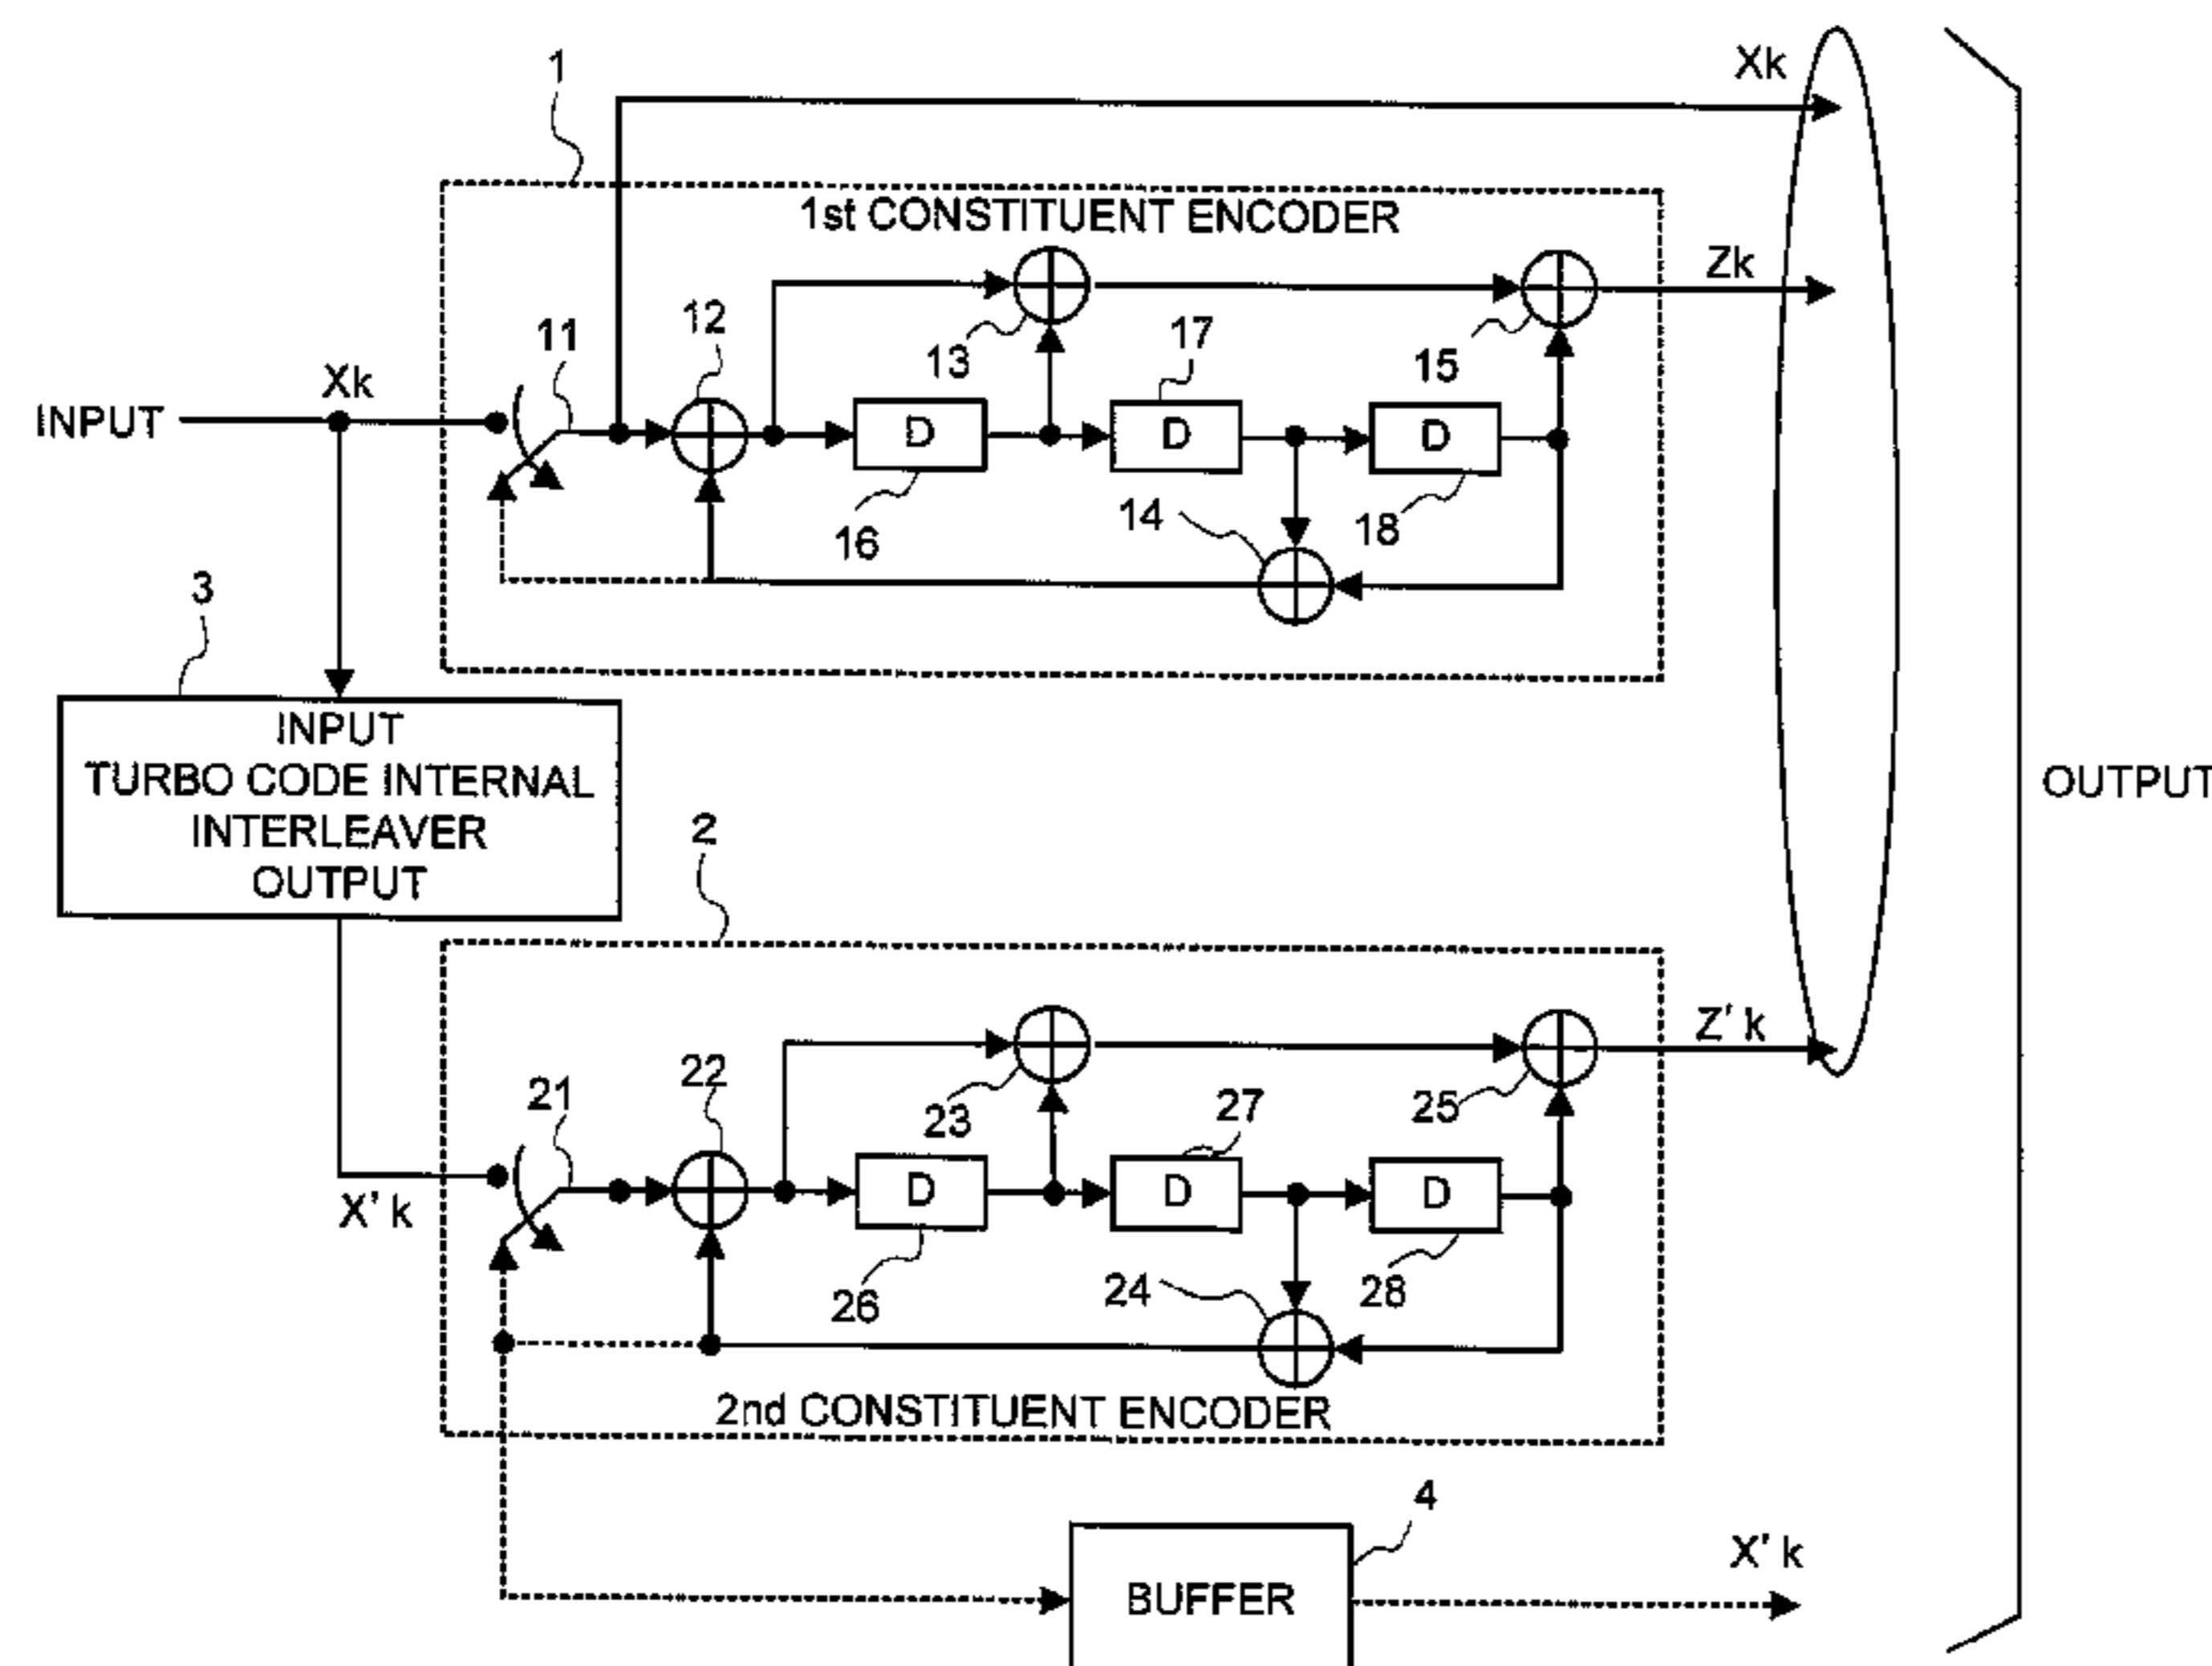 Xk
1
1st CONSTITUENT ENCODER
Zk
12
17
11
13
15
Xk
INPUT
D
D
D
14
16
18
3
INPUT
TURBO CODE INTERNAL
INTERLEAVER
OUTPUT
OUTPUT
2
Z' k
22
21
23
27
25
D
D
D
X' k
24
26
28
2nd CONSTITUENT ENCODER
4
X' k
BUFFER